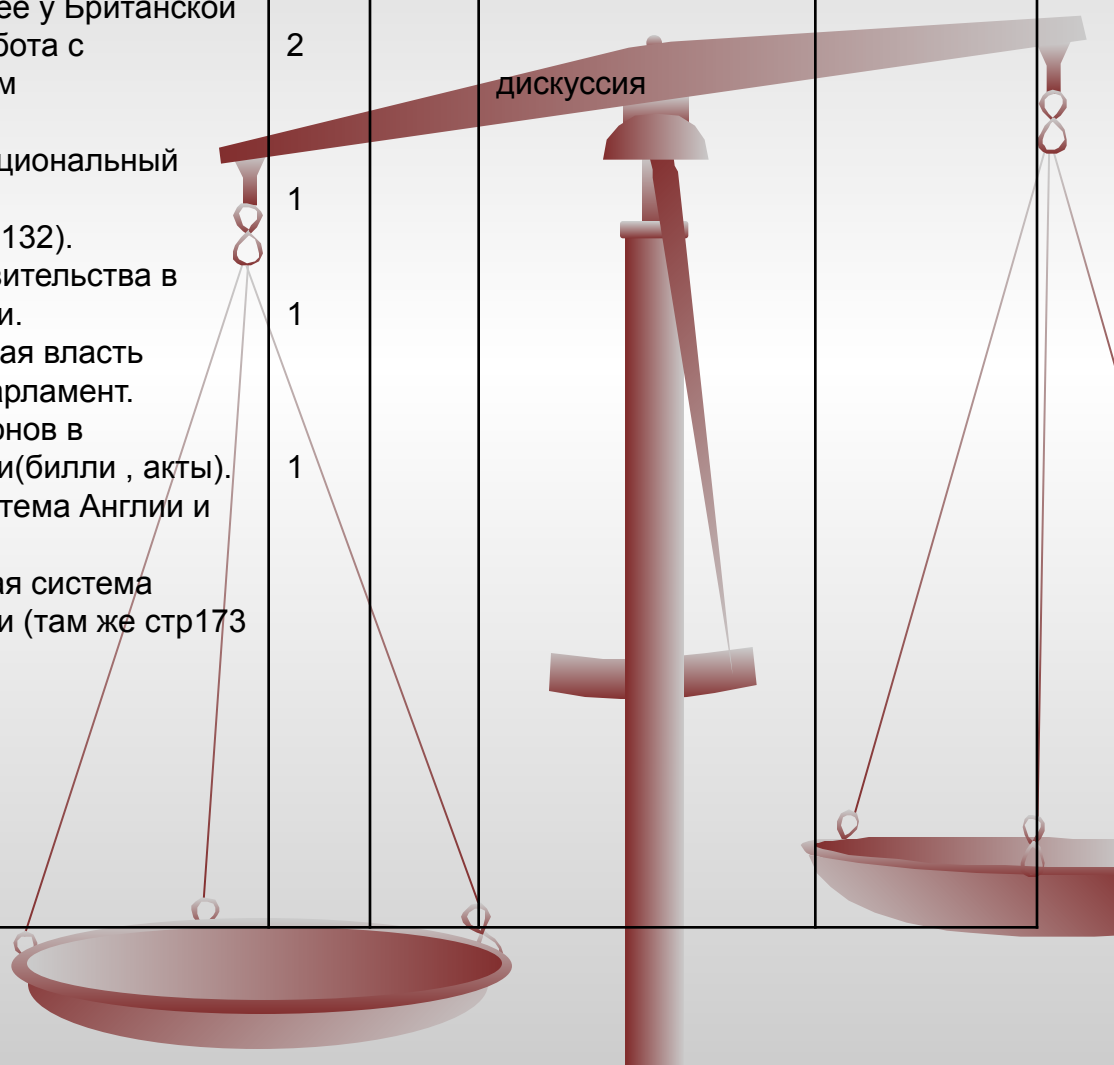 ее у Британской
бота с
2
м
дискуссия
циональный
1
132).
вительства в
и.
1
ая власть
арламент.
онов в
и(билли , акты).
1
тема Англии и
ая система
и (там же стр173